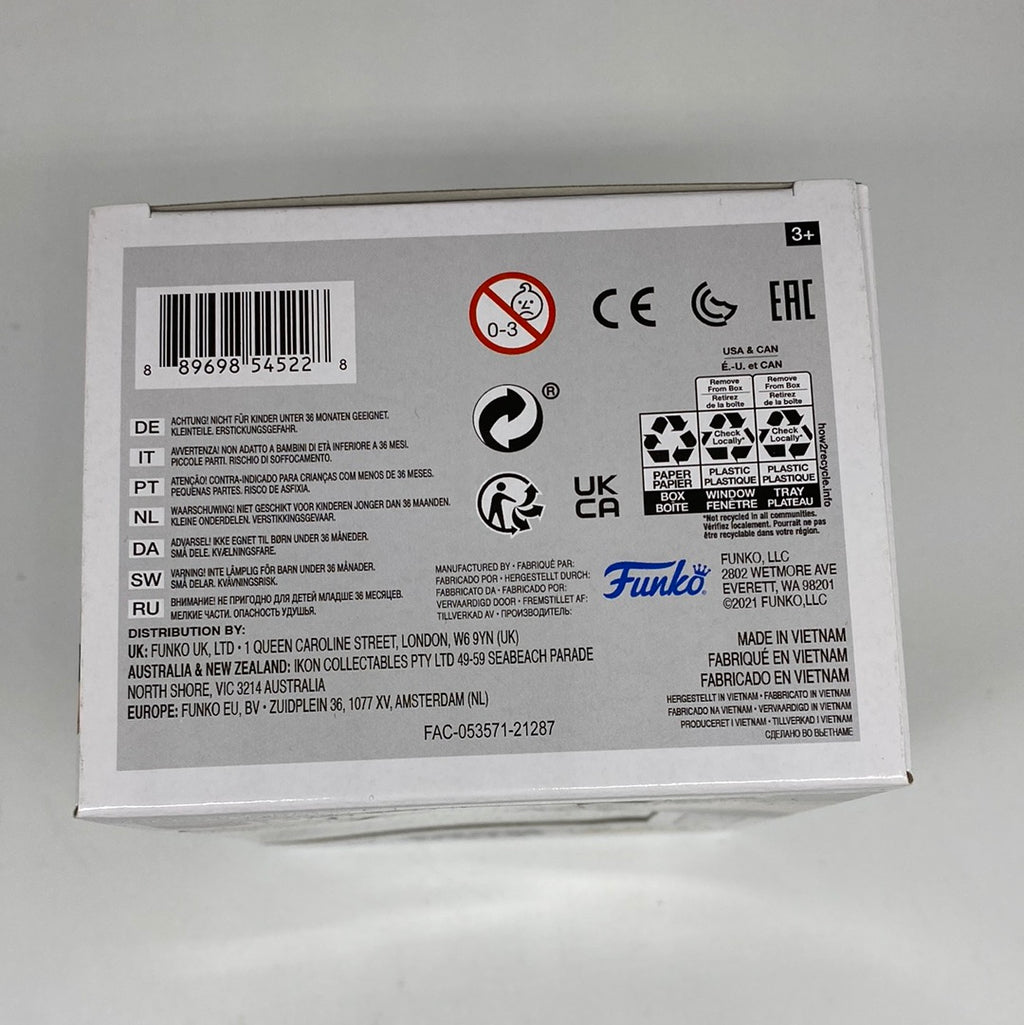 3+
8 89698 54522 8
0-3
CE
EAC
®
USA & CAN
É.-U. et CAN
Remove From Box
Retirez de la boîte
Remove From Box
Retirez de la boîte
Check Locally*
Check Locally*
PAPER
PAPIER
BOX
BOÎTE
PLASTIC
PLASTIQUE
WINDOW
FENÊTRE
PLASTIC
PLASTIQUE
TRAY
PLATEAU
how2recycle.info
*Not recycled in all communities.
Vérifiez localement. Pourrait ne pas
être recyclable dans votre région.
UK
CA
DE ACHTUNG! NICHT FÜR KINDER UNTER 36 MONATEN GEEIGNET.
KLEINTEILE. ERSTICKUNGSGEFAHR.
IT AVVERTENZA! NON ADATTO A BAMBINI DI ETÀ INFERIORE A 36 MESI.
PICCOLE PARTI. RISCHIO DI SOFFOCAMENTO.
PT ATENÇÃO! CONTRA-INDICADO PARA CRIANÇAS COM MENOS DE 36 MESES.
PEQUENAS PARTES. RISCO DE ASFIXIA.
NL WAARSCHUWING! NIET GESCHIKT VOOR KINDEREN JONGER DAN 36 MAANDEN.
KLEINE ONDERDELEN. VERSTIKKINGSGEVAAR.
DA ADVARSEL! IKKE EGNET TIL BØRN UNDER 36 MÅNEDER.
SMÅ DELE. KVÆLNINGSFARE.
SW VARNING! INTE LÄMPLIG FÖR BARN UNDER 36 MÅNADER.
SMÅ DELAR. KVÄVNINGSRISK.
RU ВНИМАНИЕ! НЕ ПРИГОДНО ДЛЯ ДЕТЕЙ МЛАДШЕ 36 МЕСЯЦЕВ.
МЕЛКИЕ ЧАСТИ. ОПАСНОСТЬ УДУШЬЯ.
MANUFACTURED BY • FABRIQUÉ PAR:
FABRICADO POR • HERGESTELLT DURCH:
FABBRICATO DA • FABRICADO POR:
VERVAARDIGD DOOR • FREMSTILLET AF:
TILLVERKAD AV • ПРОИЗВОДИТЕЛЬ:
Funko
FUNKO, LLC
2802 WETMORE AVE
EVERETT, WA 98201
©2021 FUNKO,LLC
DISTRIBUTION BY:
UK: FUNKO UK, LTD • 1 QUEEN CAROLINE STREET, LONDON, W6 9YN (UK)
AUSTRALIA & NEW ZEALAND: IKON COLLECTABLES PTY LTD 49-59 SEABEACH PARADE
NORTH SHORE, VIC 3214 AUSTRALIA
EUROPE: FUNKO EU, BV • ZUIDPLEIN 36, 1077 XV, AMSTERDAM (NL)
FAC-053571-21287
MADE IN VIETNAM
FABRIQUÉ EN VIETNAM
FABRICADO EN VIETNAM
HERGESTELLT IN VIETNAM • FABBRICATO IN VIETNAM
FABRICADO NA VIETNAM • VERVAARDIGD IN VIETNAM
PRODUCERET I VIETNAM • TILLVERKAD I VIETNAM
СДЕЛАНО ВО ВЬЕТНАМЕ